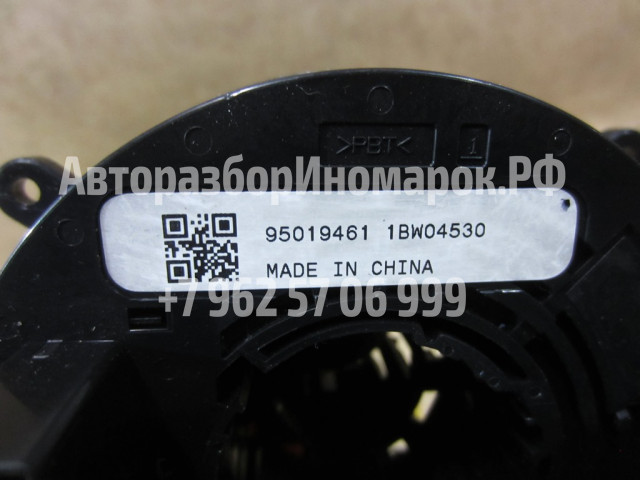 >PBT< 1
АвторазборИномарок.РФ
95019461 1BW04530
MADE IN CHINA
+7 962 57 06 999